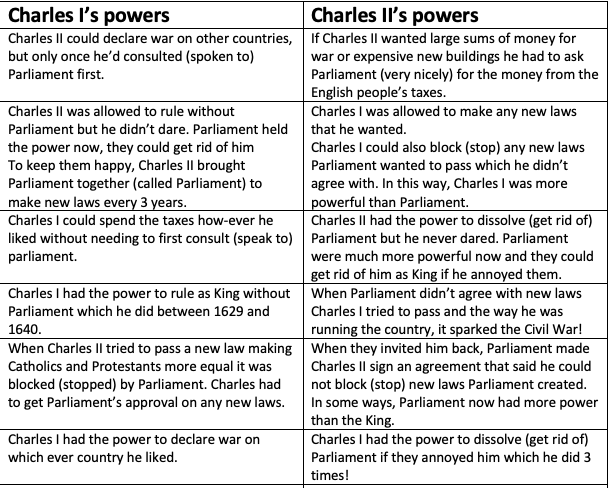 Charles I’s powers
Charles II’s powers
Charles II could declare war on other countries,
but only once he’d consulted (spoken to)
Parliament first.
If Charles II wanted large sums of money for
war or expensive new buildings he had to ask
Parliament (very nicely) for the money from the
English people’s taxes.
Charles II was allowed to rule without
Parliament but he didn’t dare. Parliament held
the power now, they could get rid of him
To keep them happy, Charles II brought
Parliament together (called Parliament) to
make new laws every 3 years.
Charles I was allowed to make any new laws
that he wanted.
Charles I could also block (stop) any new laws
Parliament wanted to pass which he didn’t
agree with. In this way, Charles I was more
powerful than Parliament.
Charles I could spend the taxes how-ever he
liked without needing to first consult (speak to)
parliament.
Charles II had the power to dissolve (get rid of)
Parliament but he never dared. Parliament
were much more powerful now and they could
get rid of him as King if he annoyed them.
Charles I had the power to rule as King without
Parliament which he did between 1629 and
1640.
When Parliament didn’t agree with new laws
Charles I tried to pass and the way he was
running the country, it sparked the Civil War!
When Charles II tried to pass a new law making
Catholics and Protestants more equal it was
blocked (stopped) by Parliament. Charles had
to get Parliament’s approval on any new laws.
When they invited him back, Parliament made
Charles II sign an agreement that said he could
not block (stop) new laws Parliament created.
In some ways, Parliament now had more power
than the King.
Charles I had the power to declare war on
which ever country he liked.
Charles I had the power to dissolve (get rid of)
Parliament if they annoyed him which he did 3
times!